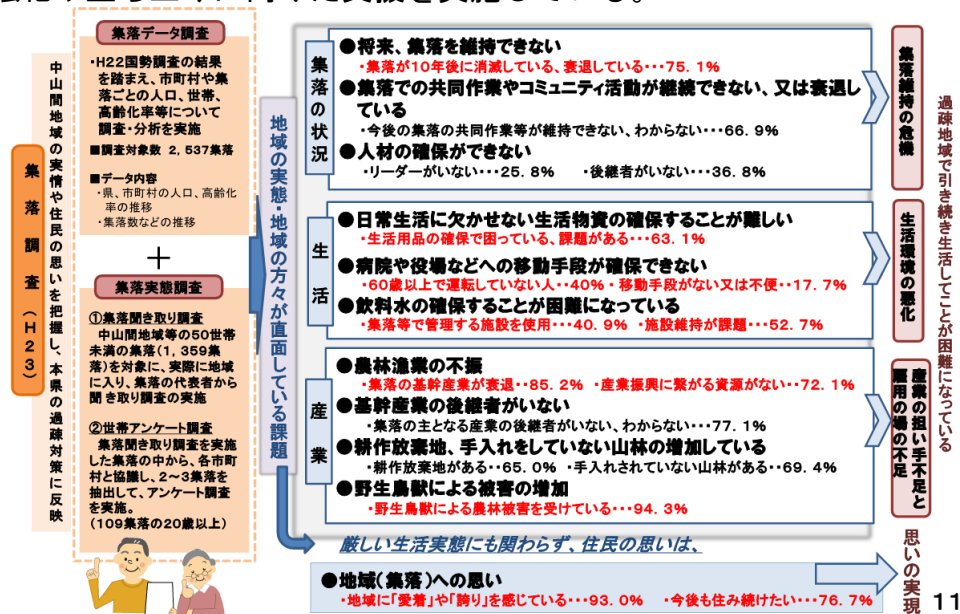 集落調査(H23)
中山間地域の実情や住民の思いを把握し、本県の過疎対策に反映
集落データ調査
・H22国勢調査の結果
を踏まえ、市町村や集
落ごとの人口、世帯、
高齢化率等について
調査・分析を実施
■調査対象数 2,537集落
■データ内容
・県、市町村の人口、高齢化
率の推移
・集落数などの推移
+
集落実態調査
①集落聞き取り調査
中山間地域等の50世帯
未満の集落(1,359集
落)を対象に、実際に地域
に入り、集落の代表者から
聞き取り調査の実施
②世帯アンケート調査
集落聞き取り調査を実施
した集落の中から、各市町
村と協議し、2~3集落を
抽出して、アンケート調査
を実施。
(109集落の20歳以上)
地域の実態・地域の方々が直面している課題
集落の状況
●将来、集落を維持できない
・集落が10年後に消滅している、衰退している・・・75.1%
●集落での共同作業やコミュニティ活動が継続できない、又は衰退し
ている
・今後の集落の共同作業等が維持できない、わからない・・・66.9%
●人材の確保ができない
・リーダーがいない・・・25.8% ・後継者がいない・・・36.8%
集落維持の危機
生活
●日常生活に欠かせない生活物資の確保することが難しい
・生活用品の確保で困っている、課題がある・・・63.1%
●病院や役場などへの移動手段が確保できない
・60歳以上で運転していない人・・40%・移動手段がない又は不便・・17.7%
●飲料水の確保することが困難になっている
・集落等で管理する施設を使用・・・40.9% ・施設維持が課題・・・52.7%
生活環境の悪化
産業
●農林漁業の不振
・集落の基幹産業が衰退・・85.2% ・産業振興に繋がる資源がない・・72.1%
●基幹産業の後継者がいない
・集落の主となる産業の後継者がいない、わからない・・・77.1%
●耕作放棄地、手入れをしていない山林の増加している
・耕作放棄地がある・・65.0% ・手入れされていない山林がある・・69.4%
●野生鳥獣による被害の増加
・野生鳥獣による農林被害を受けている・・・94.3%
産業の担い手不足と
雇用の場の不足
過疎地域で引き続き生活してことが困難になっている
厳しい生活実態にも関わらず、住民の思いは、
●地域(集落)への思い
・地域に「愛着」や「誇り」を感じている・・・93.0% ・今後も住み続けたい・・・76.7%
思いの実現
11